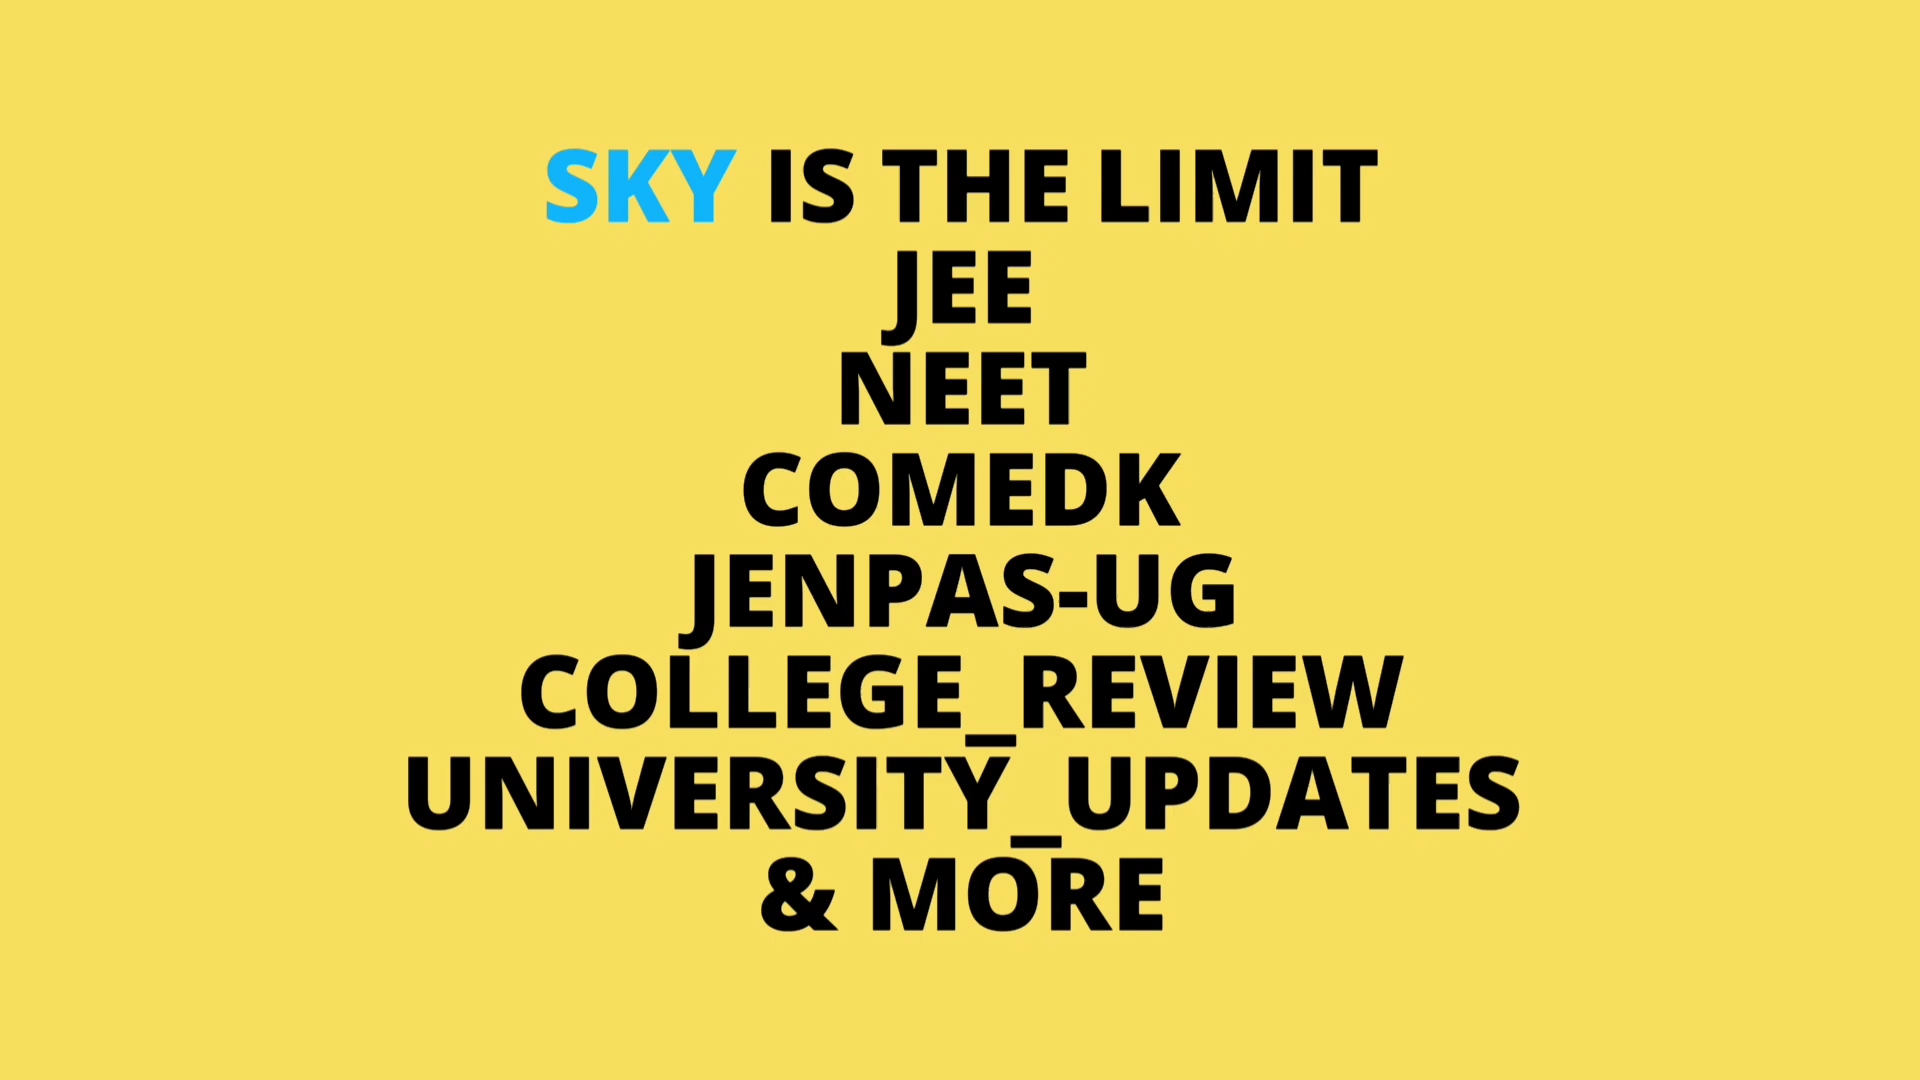 SKY IS THE LIMIT
JEE
NEET
COMEDK
JENPAS-UG
COLLEGE_REVIEW
UNIVERSITY_UPDATES
& MORE